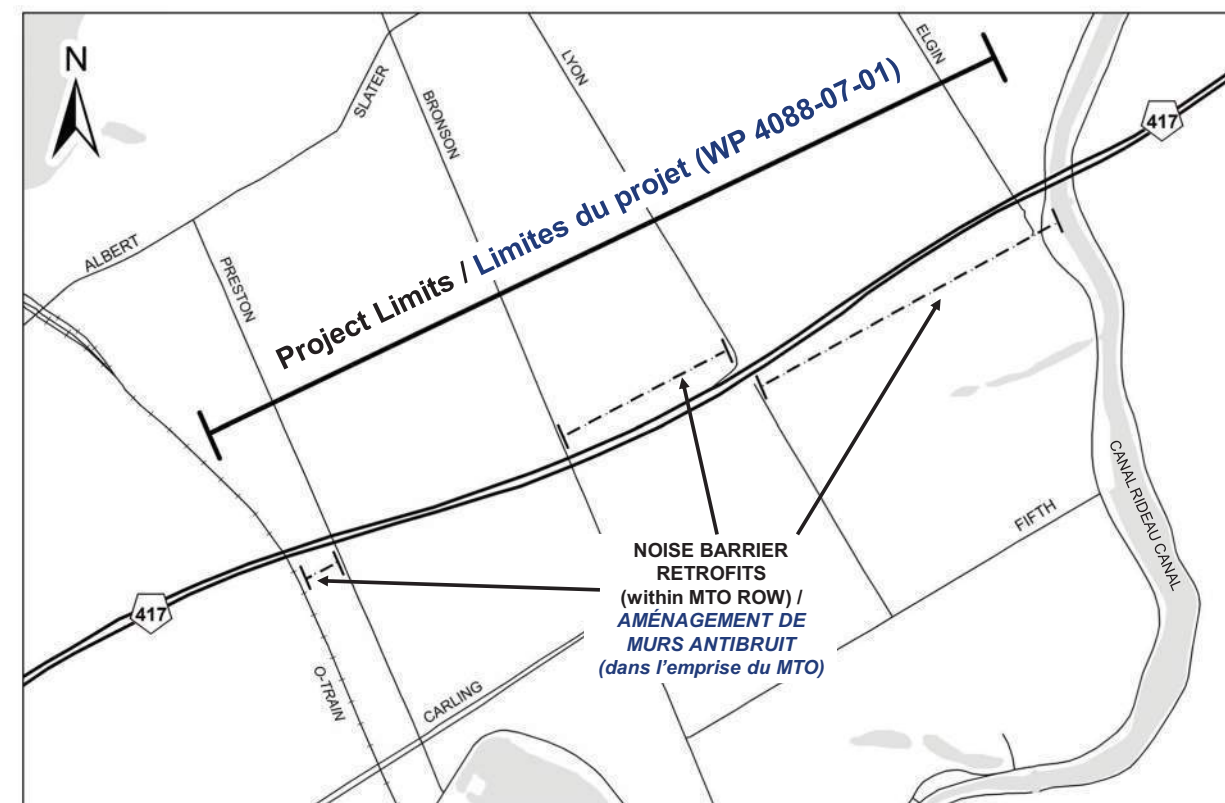 N
SLATER
BRONSON
LYON
ELGIN
417
Project Limits / Limites du projet (WP 4088-07-01)
ALBERT
PRESTON
CANAL RIDEAU CANAL
FIFTH
NOISE BARRIER
RETROFITS
(within MTO ROW) /
AMÉNAGEMENT DE
MURS ANTIBRUIT
(dans l'emprise du MTO)
417
O-TRAIN
CARLING